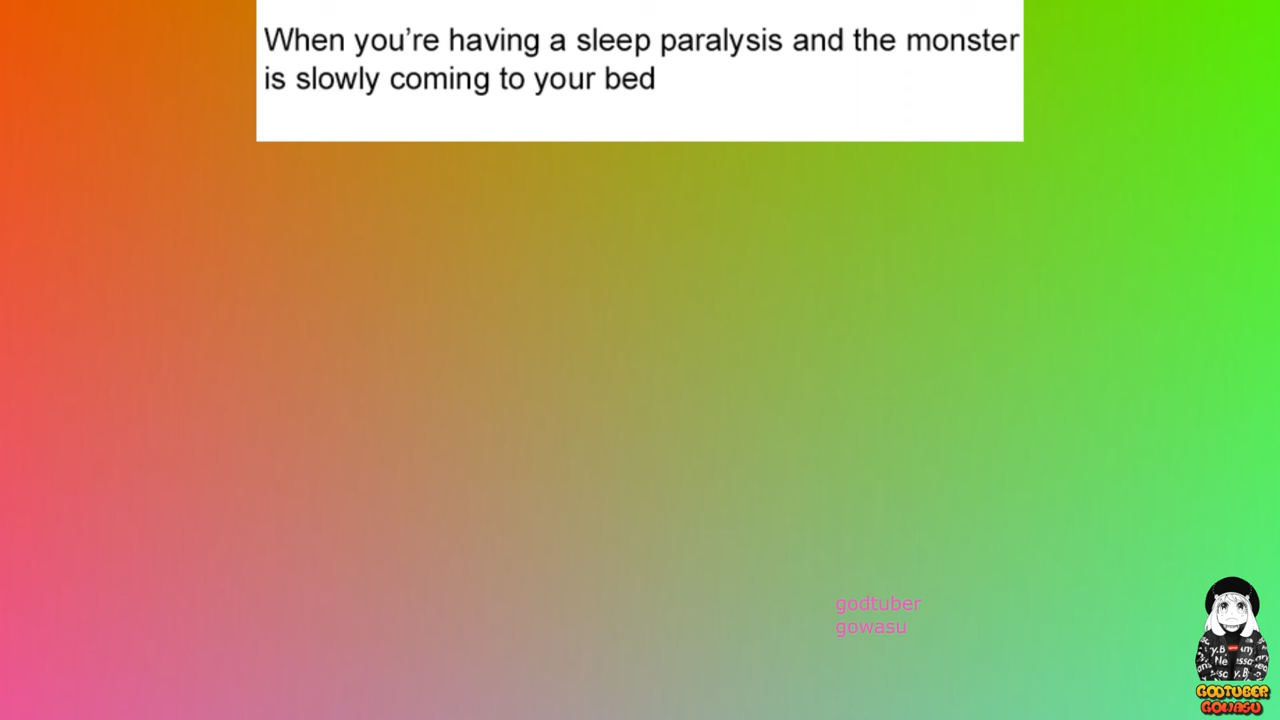 When you're having a sleep paralysis and the monster
is slowly coming to your bed
godtuber
gowasu
GODTUBER
GOWASU